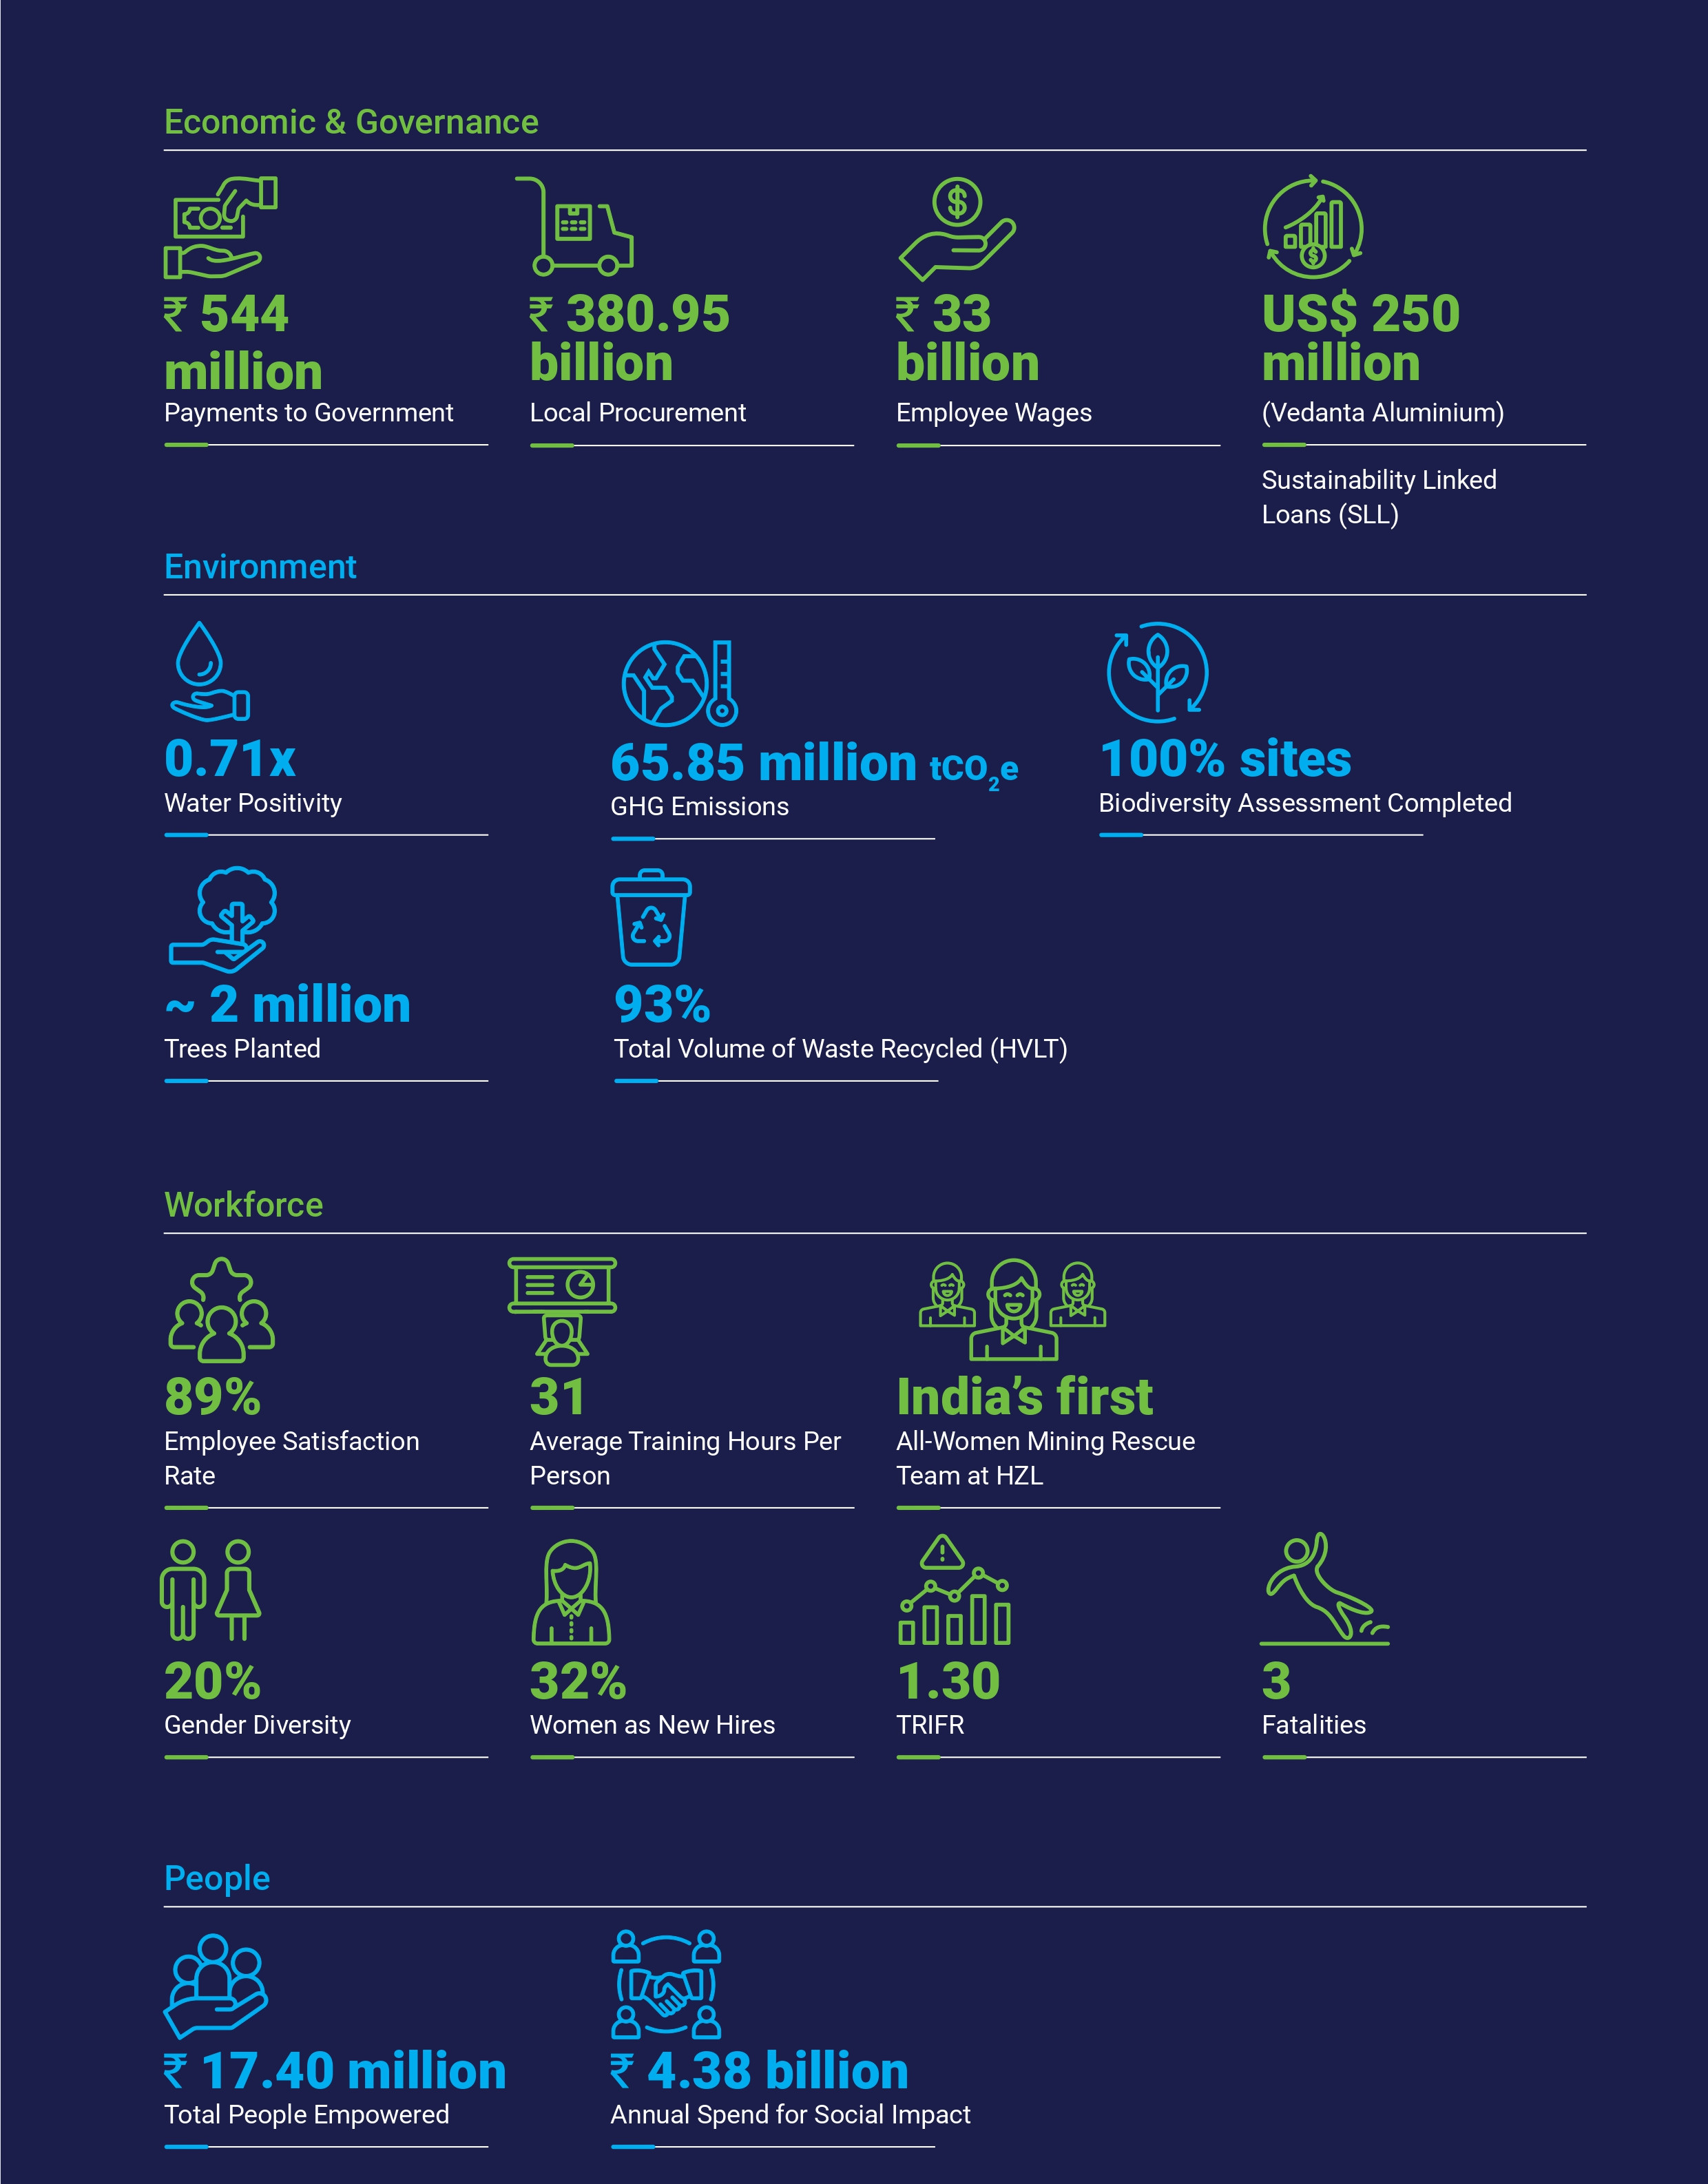 Economic & Governance
₹ 544
million
Payments to Government
₹ 380.95
billion
Local Procurement
₹ 33
billion
Employee Wages
US$ 250
million
(Vedanta Aluminium)
Sustainability Linked
Loans (SLL)
Environment
0.71x
Water Positivity
65.85 million tCO₂e
GHG Emissions
100% sites
Biodiversity Assessment Completed
~ 2 million
Trees Planted
93%
Total Volume of Waste Recycled (HVLT)
Workforce
89%
Employee Satisfaction
Rate
31
Average Training Hours Per
Person
India’s first
All-Women Mining Rescue
Team at HZL
20%
Gender Diversity
32%
Women as New Hires
1.30
TRIFR
3
Fatalities
People
₹ 17.40 million
Total People Empowered
₹ 4.38 billion
Annual Spend for Social Impact